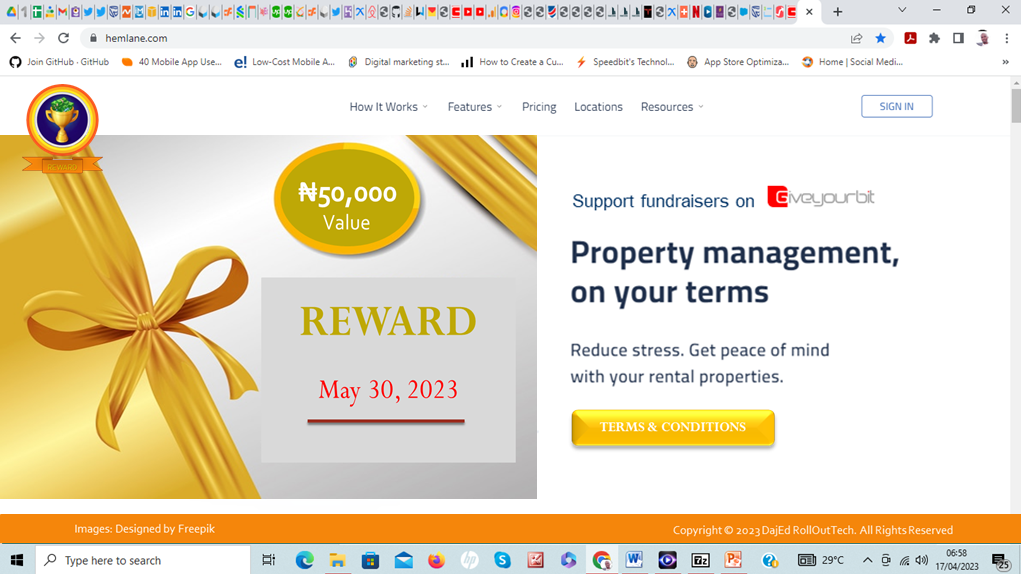 hemlane.com
Join GitHub · GitHub
40 Mobile App Use...
Low-Cost Mobile A...
Digital marketing st...
How to Create a Cu...
Speedbit's Technol...
App Store Optimiza...
Home | Social Medi...
»
How It Works
Features
Pricing
Locations
Resources
SIGN IN
REWARD
₦50,000
Value
REWARD
May 30, 2023
Support fundraisers on Giveyourbit
Property management,
on your terms
Reduce stress. Get peace of mind
with your rental properties.
TERMS & CONDITIONS
Images: Designed by Freepik
Copyright © 2023 DajEd RollOutTech. All Rights Reserved
Type here to search
29°C
06:58
17/04/2023
25